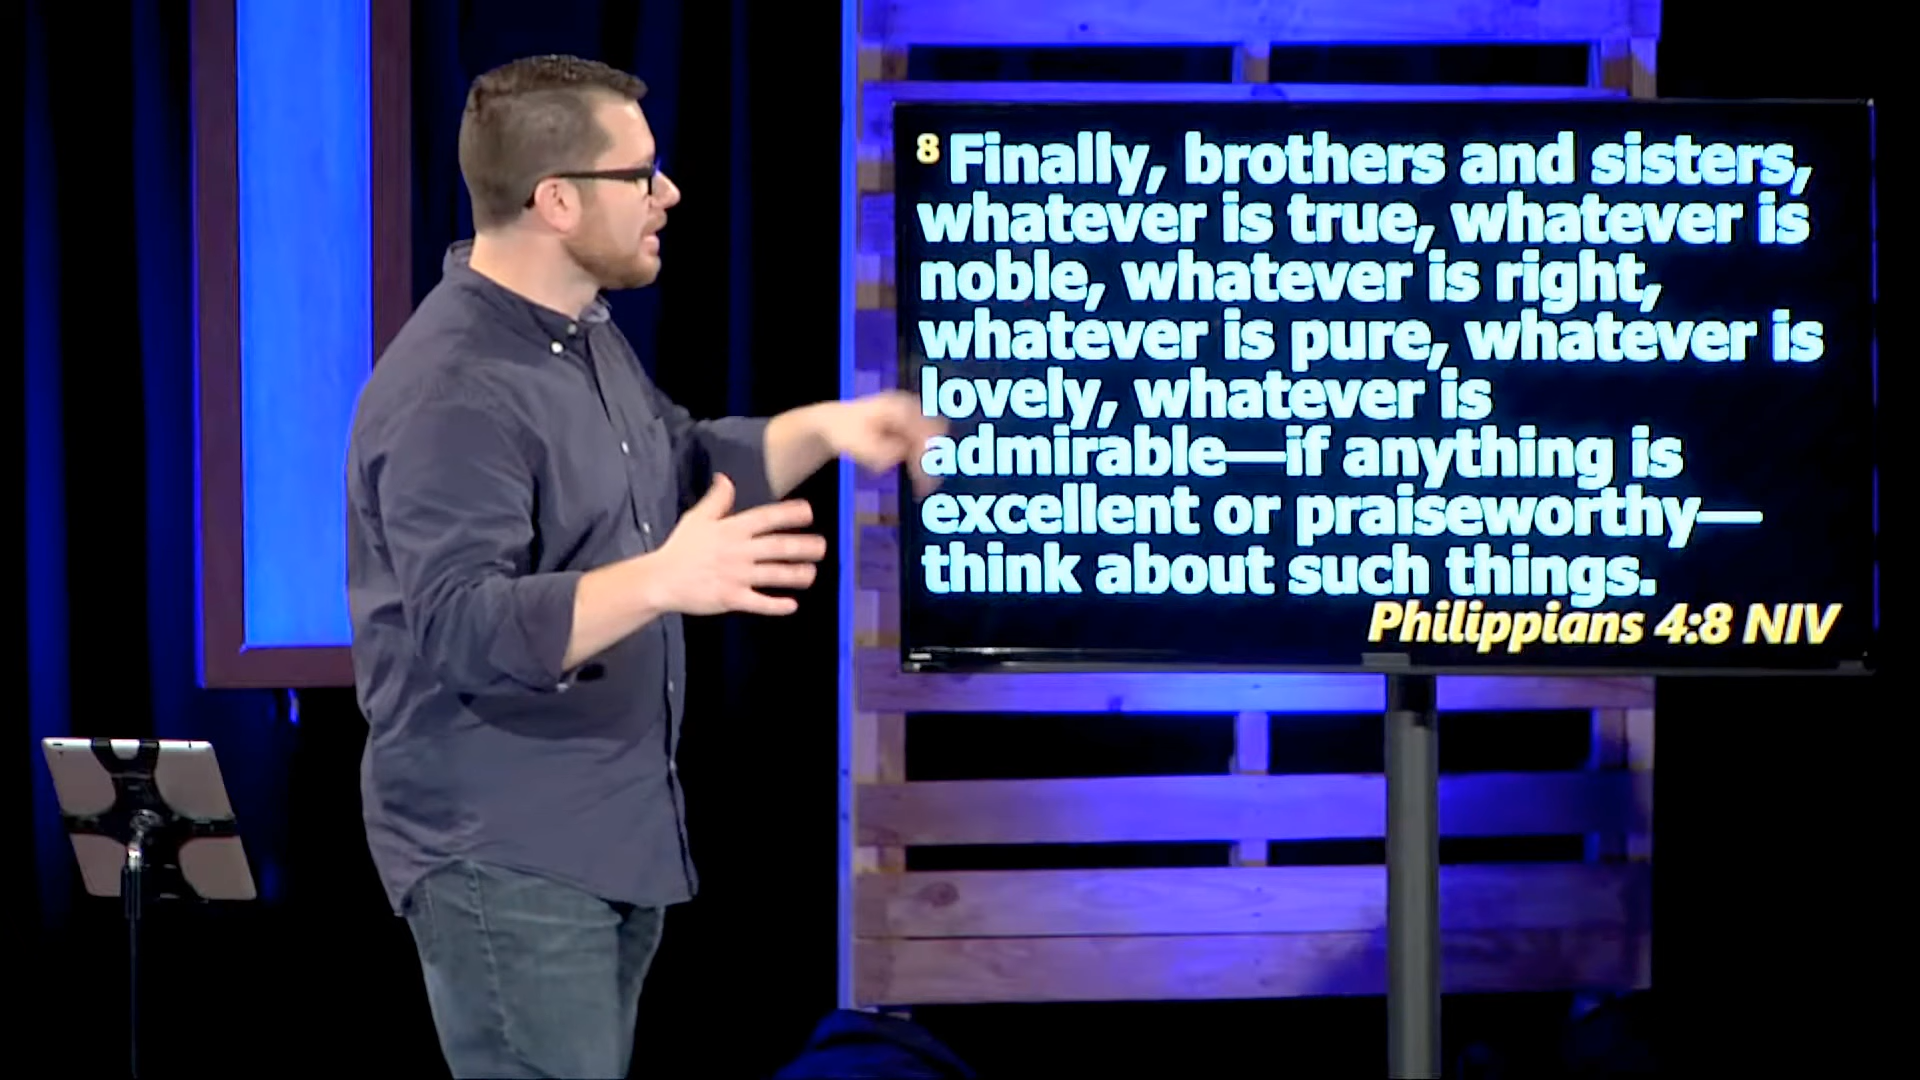 8 Finally, brothers and sisters,
whatever is true, whatever is
noble, whatever is right,
whatever is pure, whatever is
lovely, whatever is
admirable—if anything is
excellent or praiseworthy—
think about such things.
Philippians 4:8 NIV